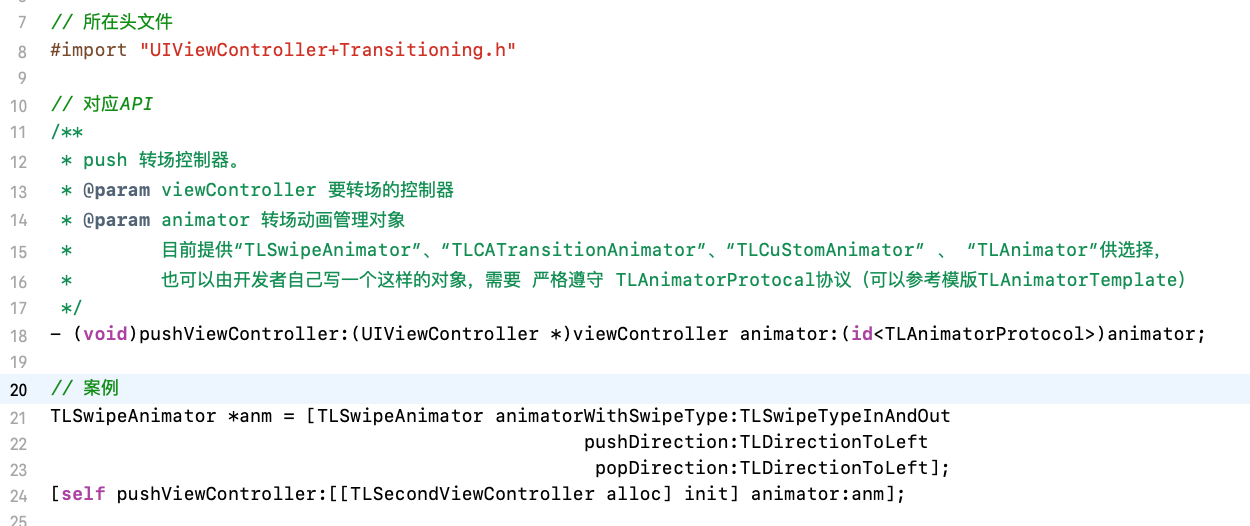 7 // 所在头文件
8 #import "UIViewController+Transitioning.h"
9
10 // 对应API
11 /**
12  * push 转场控制器。
13  * @param viewController 要转场的控制器
14  * @param animator 转场动画管理对象
15  *        目前提供“TLSwipeAnimator”、“TLCATransitionAnimator”、“TLCuStomAnimator” 、 “TLAnimator”供选择，
16  *        也可以由开发者自己写一个这样的对象，需要 严格遵守 TLAnimatorProtocal协议（可以参考模版TLAnimatorTemplate）
17  */
18 - (void)pushViewController:(UIViewController *)viewController animator:(id<TLAnimatorProtocol>)animator;
19
20 // 案例
21 TLSwipeAnimator *anm = [TLSwipeAnimator animatorWithSwipeType:TLSwipeTypeInAndOut
22                                                 pushDirection:TLDirectionToLeft
23                                                  popDirection:TLDirectionToLeft];
24 [self pushViewController:[[TLSecondViewController alloc] init] animator:anm];
25